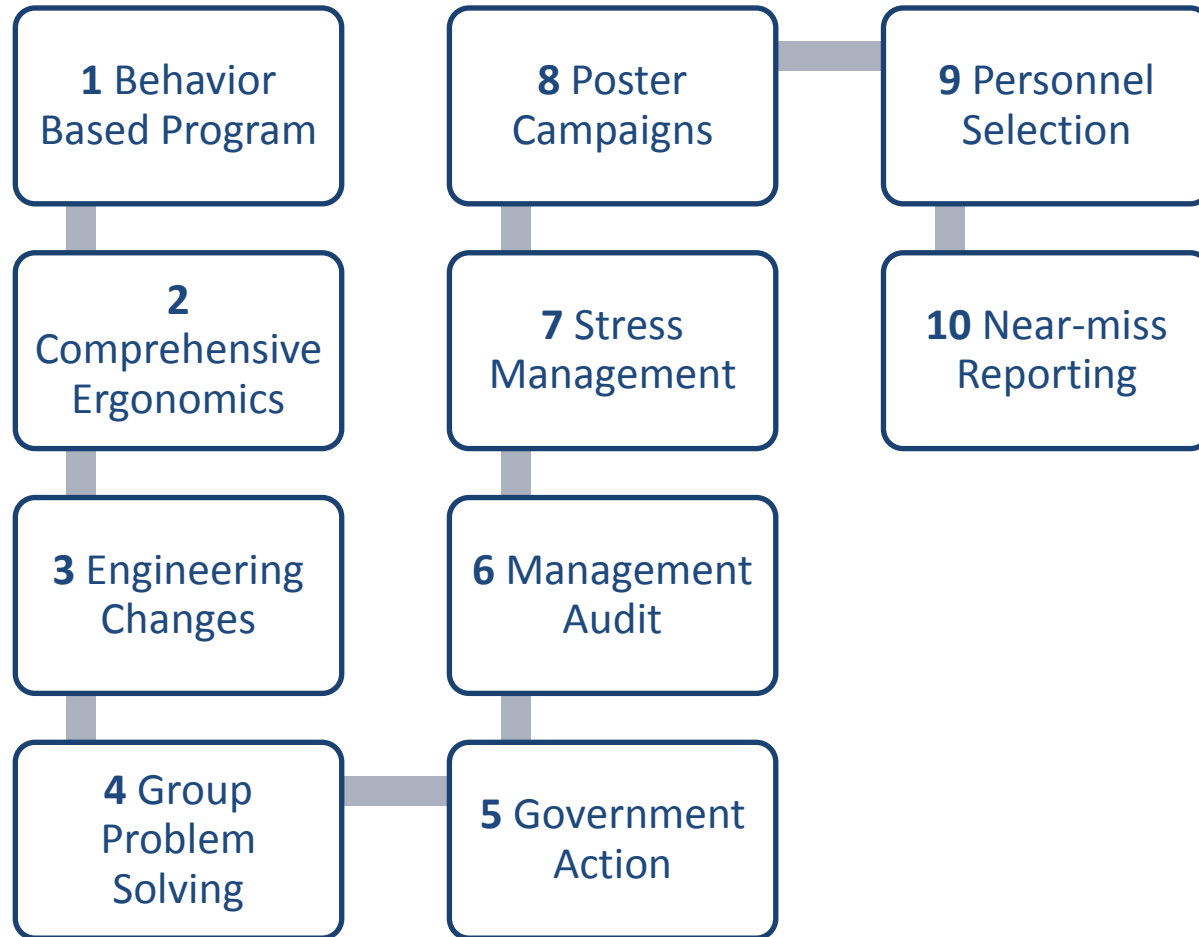 1 Behavior
Based Program
2
Comprehensive
Ergonomics
3 Engineering
Changes
4 Group
Problem
Solving
5 Government
Action
6 Management
Audit
7 Stress
Management
8 Poster
Campaigns
9 Personnel
Selection
10 Near-miss
Reporting